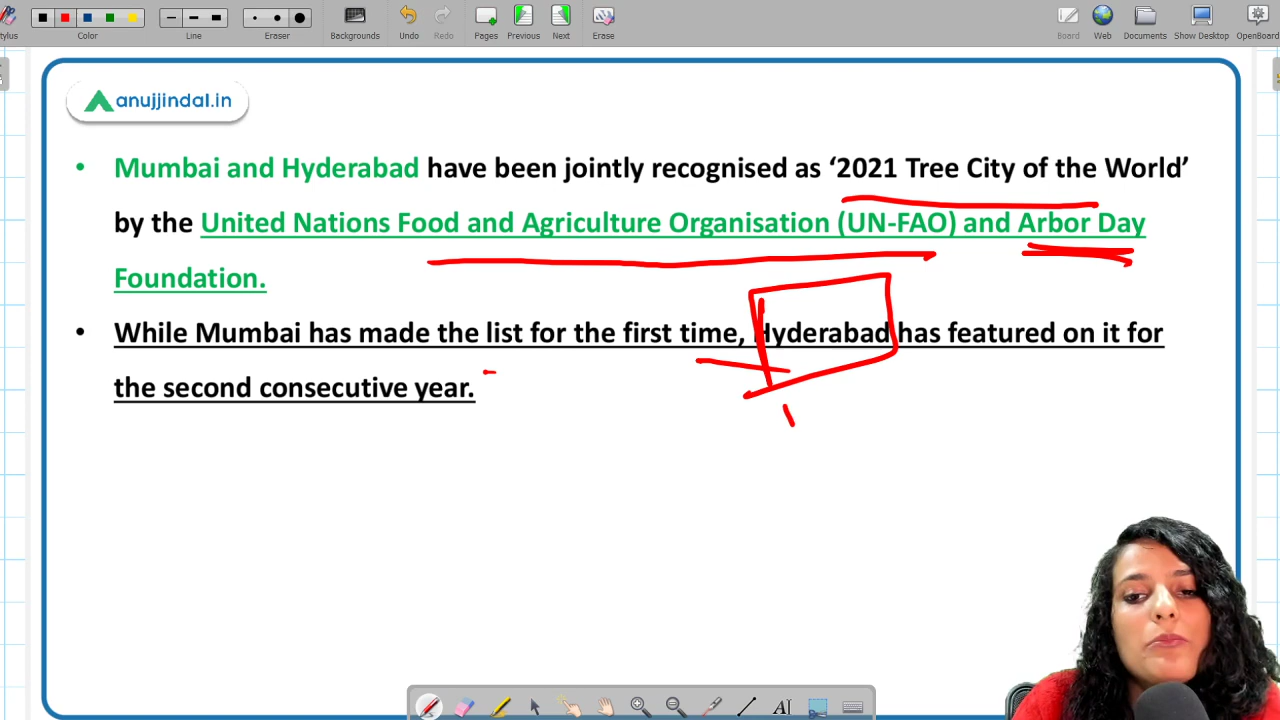 Stylus
Color Line Eraser Backgrounds Undo Redo Pages Previous Next Erase Board Web Documents Show Desktop OpenBoard
anujjindal.in
• Mumbai and Hyderabad have been jointly recognised as ‘2021 Tree City of the World’
by the United Nations Food and Agriculture Organisation (UN-FAO) and Arbor Day
Foundation.
• While Mumbai has made the list for the first time, Hyderabad has featured on it for
the second consecutive year.